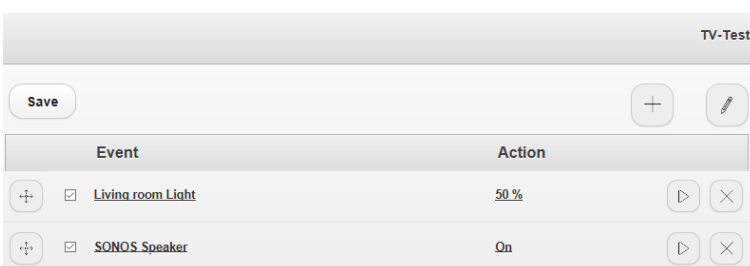 TV-Test
Save
Event Action
Living room Light 50 %
SONOS Speaker On